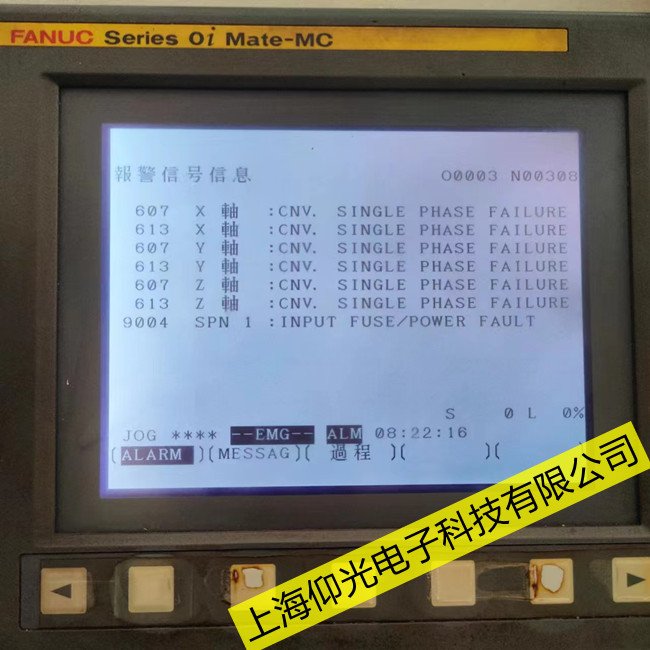 FANUC Series 0i Mate-MC
報警信号信息 O0003 N00308
607 X 軸 :CNV. SINGLE PHASE FAILURE
613 X 軸 :CNV. SINGLE PHASE FAILURE
607 Y 軸 :CNV. SINGLE PHASE FAILURE
613 Y 軸 :CNV. SINGLE PHASE FAILURE
607 Z 軸 :CNV. SINGLE PHASE FAILURE
613 Z 軸 :CNV. SINGLE PHASE FAILURE
9004 SPN 1 :INPUT FUSE/POWER FAULT
S 0 L 0%
JOG **** --EMG-- ALM 08:22:16
(ALARM )(MESSAG)( 過程 )( )(
上海仰光电子科技有限公司